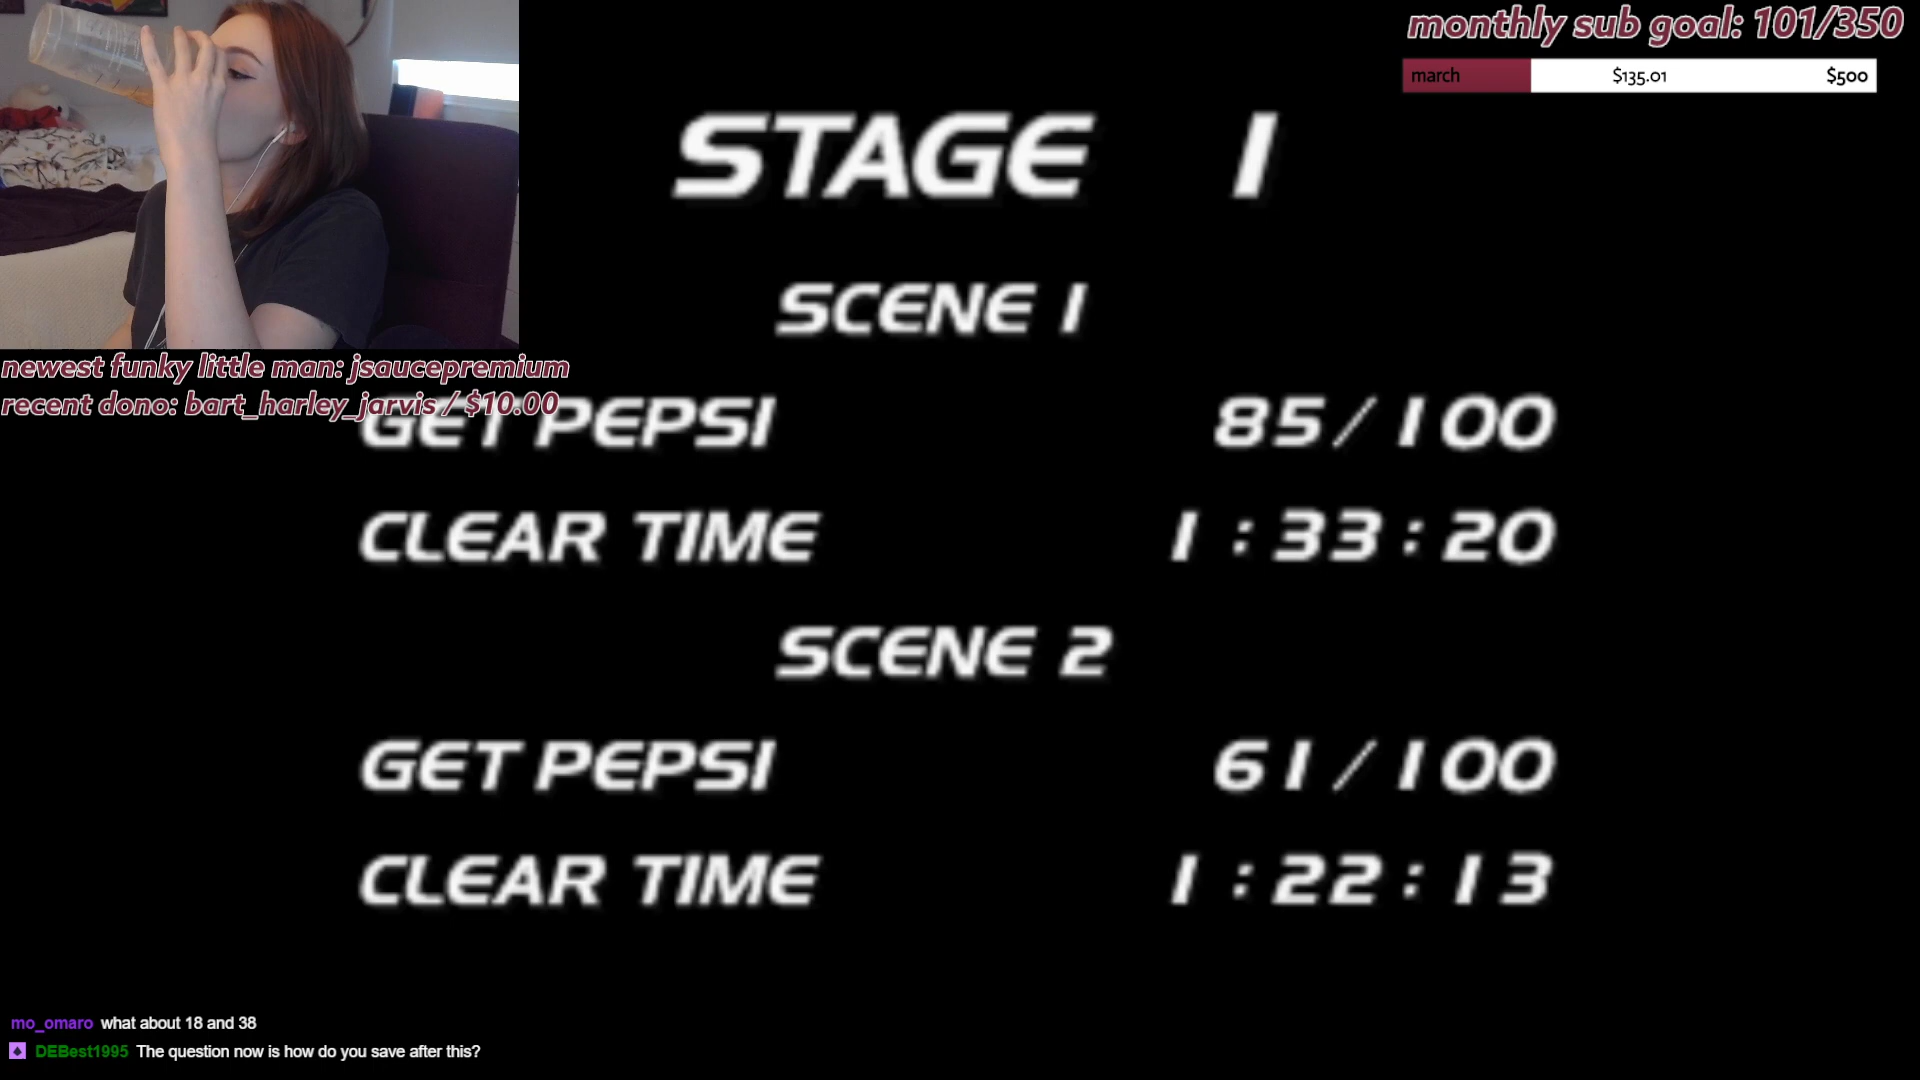 monthly sub goal: 101/350
march $135.01 $500
STAGE 1
SCENE 1
newest funky little man: jsaucepremium
recent dono: bart_harley_jarvis / $10.00
GET PEPSI 85/100
CLEAR TIME 1:33:20
SCENE 2
GET PEPSI 61/100
CLEAR TIME 1:22:13
mo_omaro what about 18 and 38
DEBest1995 The question now is how do you save after this?